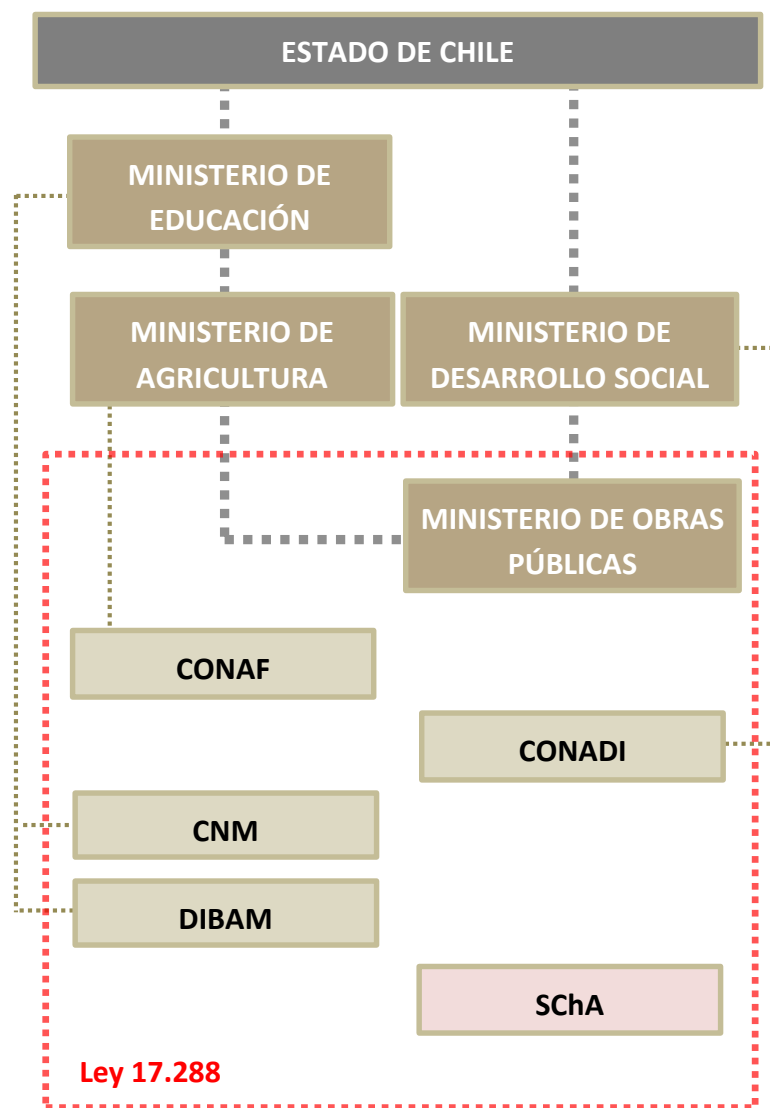 ESTADO DE CHILE
MINISTERIO DE
EDUCACIÓN
MINISTERIO DE
AGRICULTURA
MINISTERIO DE
DESARROLLO SOCIAL
MINISTERIO DE OBRAS
PÚBLICAS
CONAF
CONADI
CNM
DIBAM
SChA
Ley 17.288